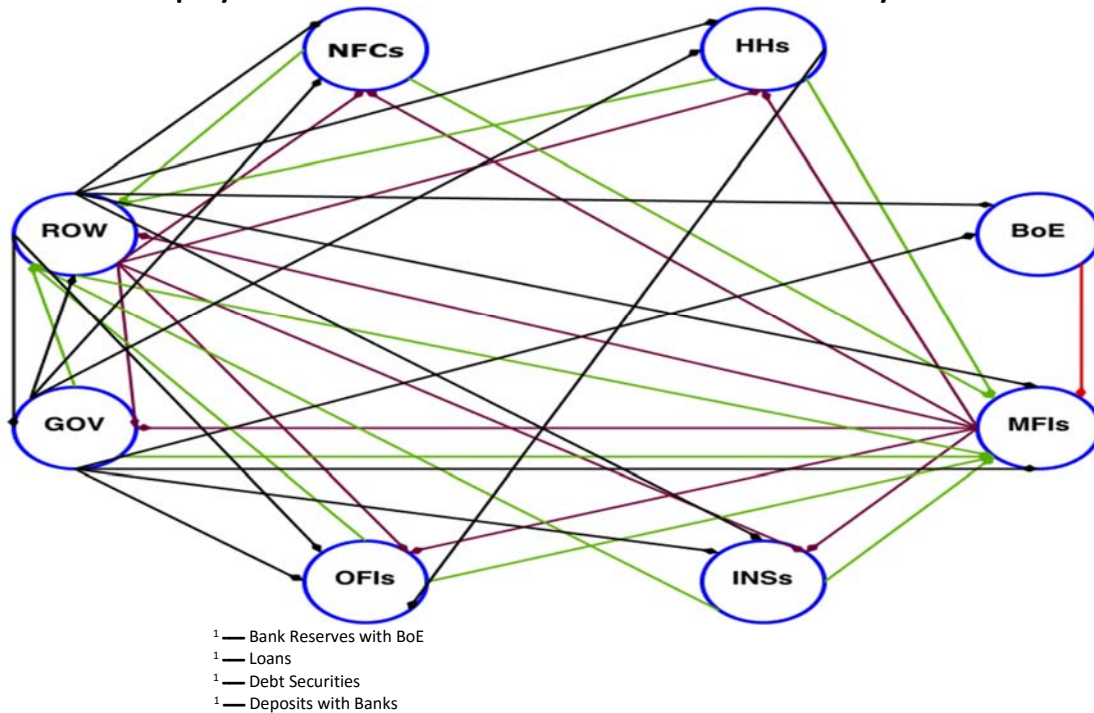 NFCs
HHs
ROW
BoE
GOV
MFIs
OFIs
INSs
1 — Bank Reserves with BoE
1 — Loans
1 — Debt Securities
1 — Deposits with Banks